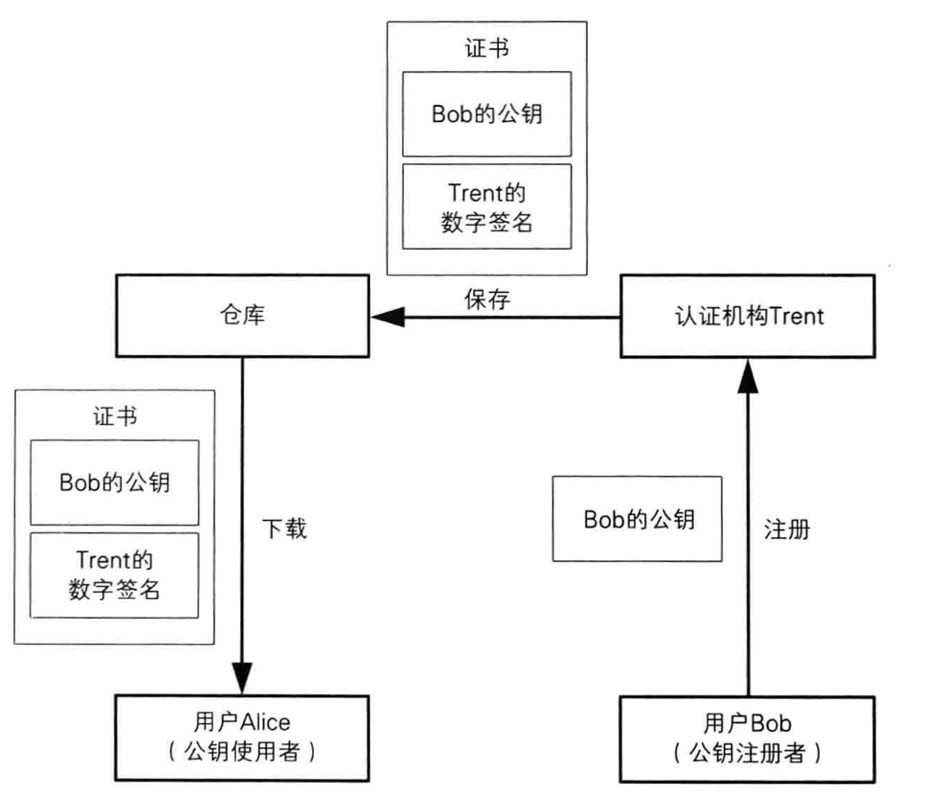 证书
Bob的公钥
Trent的
数字签名
仓库
保存
认证机构Trent
证书
Bob的公钥
Trent的
数字签名
下载
Bob的公钥
注册
用户Alice
（公钥使用者）
用户Bob
（公钥注册者）